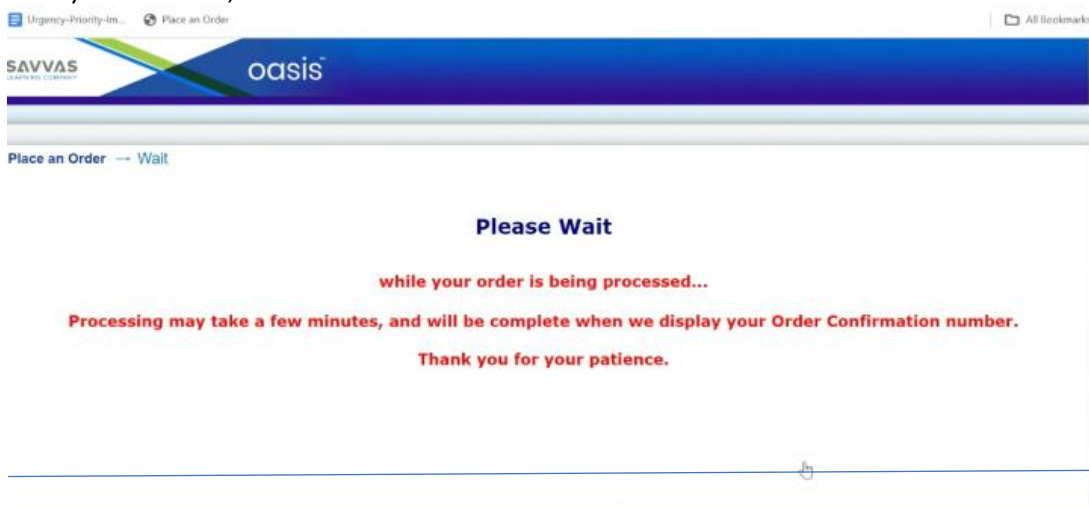 Urgency-Priority-Im... Place an Order All Bookmarks
SAVVAS oasis
LEARNING COMPANY
Place an Order → Wait
Please Wait
while your order is being processed...
Processing may take a few minutes, and will be complete when we display your Order Confirmation number.
Thank you for your patience.